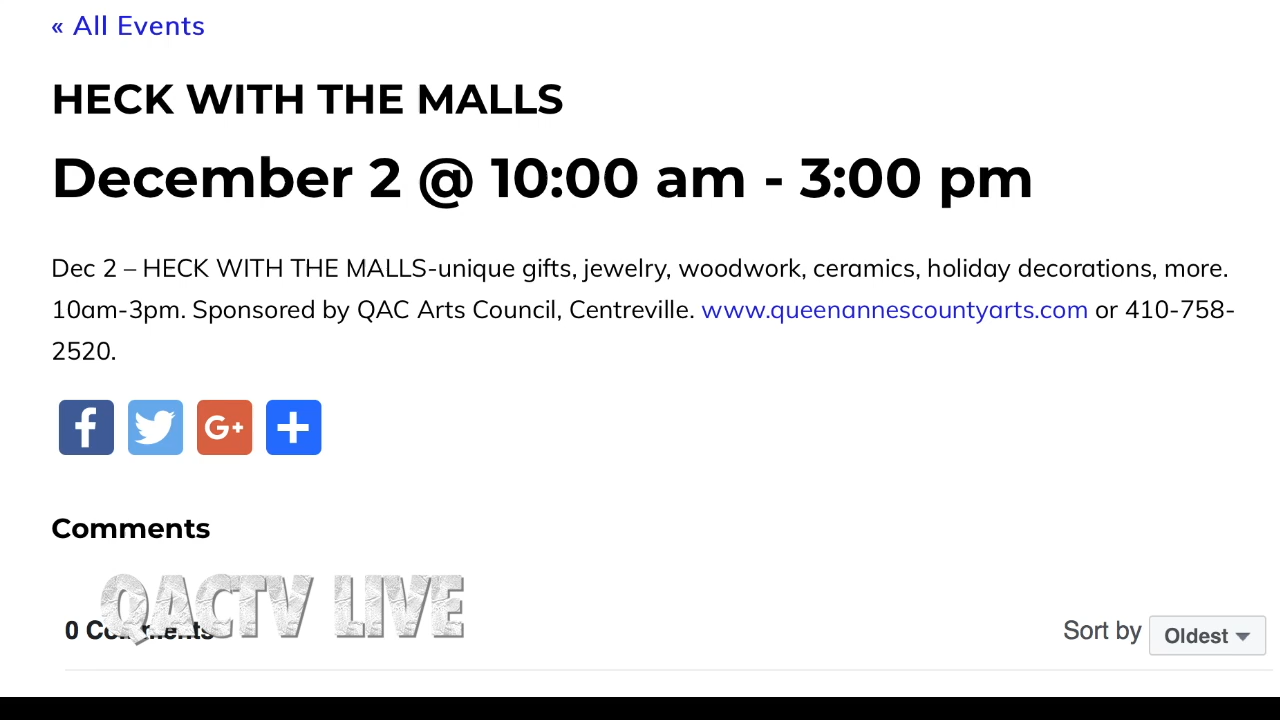 « All Events
HECK WITH THE MALLS
December 2 @ 10:00 am - 3:00 pm
Dec 2 – HECK WITH THE MALLS-unique gifts, jewelry, woodwork, ceramics, holiday decorations, more.
10am-3pm. Sponsored by QAC Arts Council, Centreville. www.queenannescountyarts.com or 410-758-
2520.
Comments
QACTV LIVE
0 Comments
Sort by Oldest